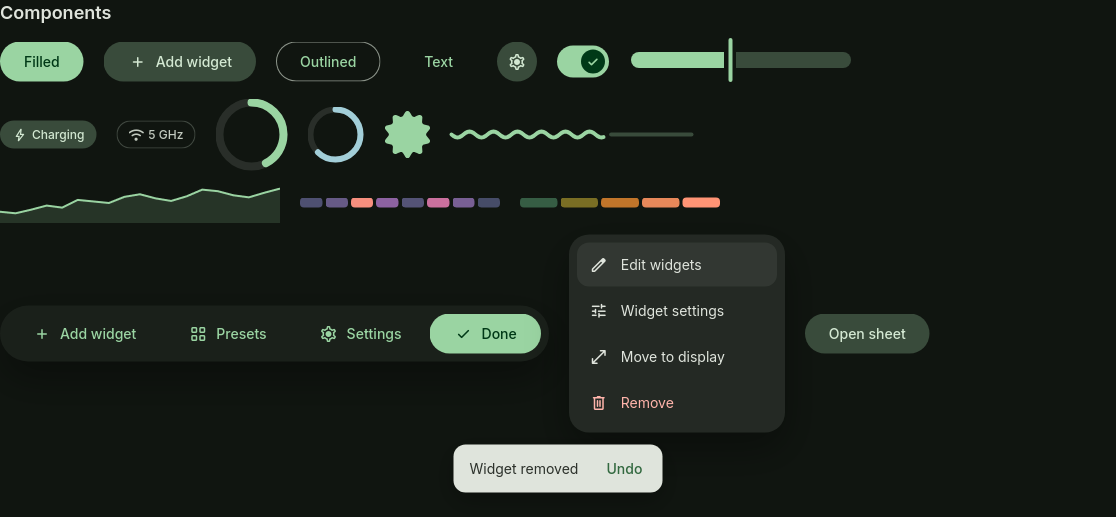 Components
Filled
Add widget
Outlined
Text
Charging
5 GHz
Edit widgets
Widget settings
Move to display
Remove
Add widget
Presets
Settings
Done
Open sheet
Widget removed
Undo